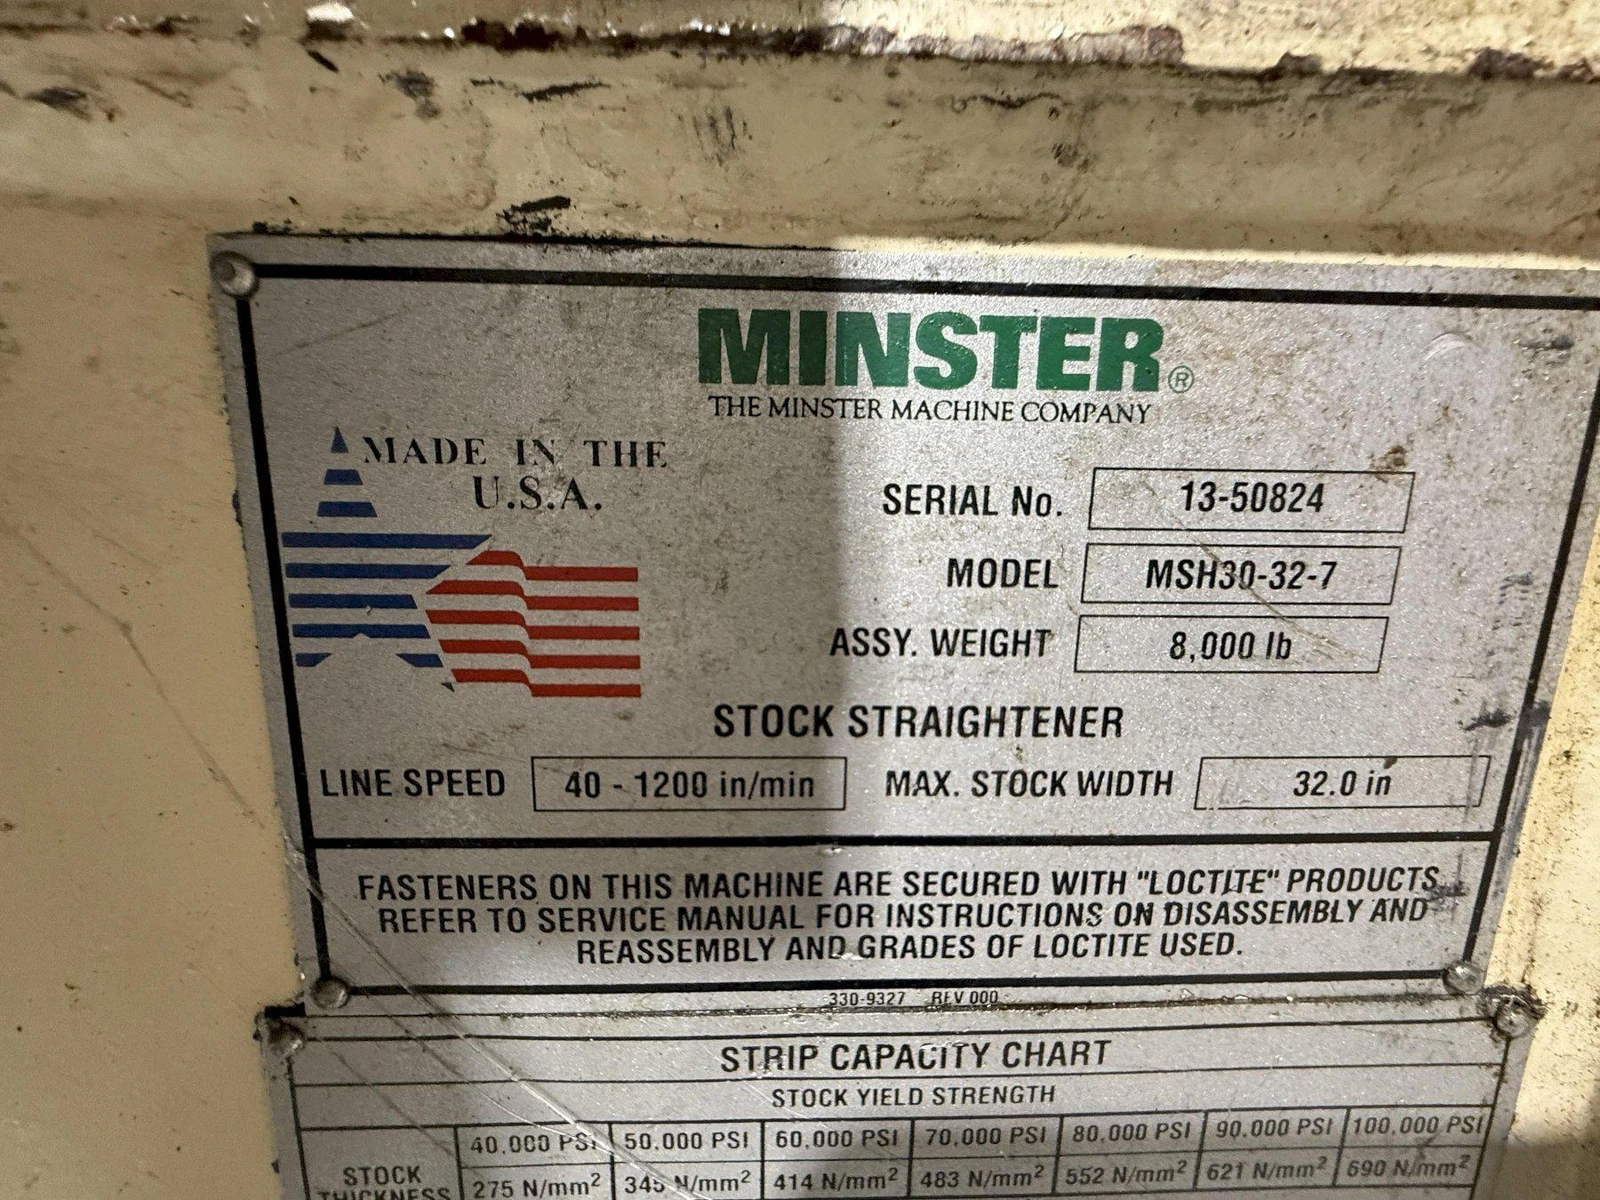 MINSTER®
THE MINSTER MACHINE COMPANY
MADE IN THE
U.S.A.
SERIAL No. 13-50824
MODEL MSH30-32-7
ASSY. WEIGHT 8,000 lb
STOCK STRAIGHTENER
LINE SPEED 40 - 1200 in/min MAX. STOCK WIDTH 32.0 in
FASTENERS ON THIS MACHINE ARE SECURED WITH "LOCTITE" PRODUCTS
REFER TO SERVICE MANUAL FOR INSTRUCTIONS ON DISASSEMBLY AND
REASSEMBLY AND GRADES OF LOCTITE USED.
330-9327 REV 000
STRIP CAPACITY CHART
STOCK YIELD STRENGTH
40,000 PSI 50,000 PSI 60,000 PSI 70,000 PSI 80,000 PSI 90,000 PSI 100,000 PSI
STOCK THICKNESS 275 N/mm² 345 N/mm² 414 N/mm² 483 N/mm² 552 N/mm² 621 N/mm² 690 N/mm²